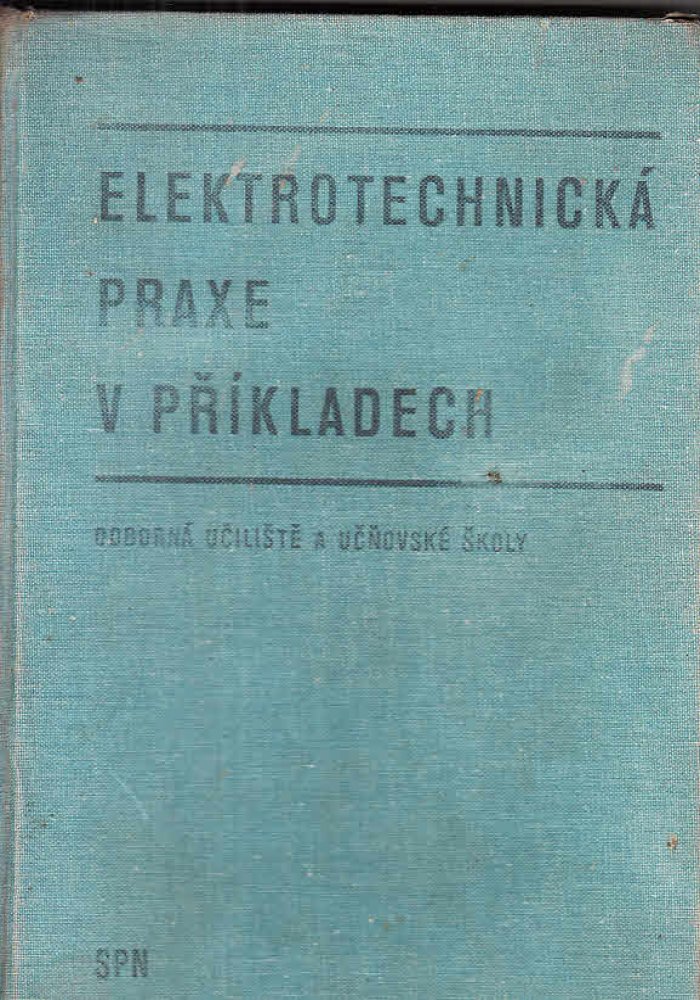 ELEKTROTECHNICKÁ
PRAXE
V PŘÍKLADECH
ODBORNÁ UČILIŠTĚ A UČŇOVSKÉ ŠKOLY
SPN